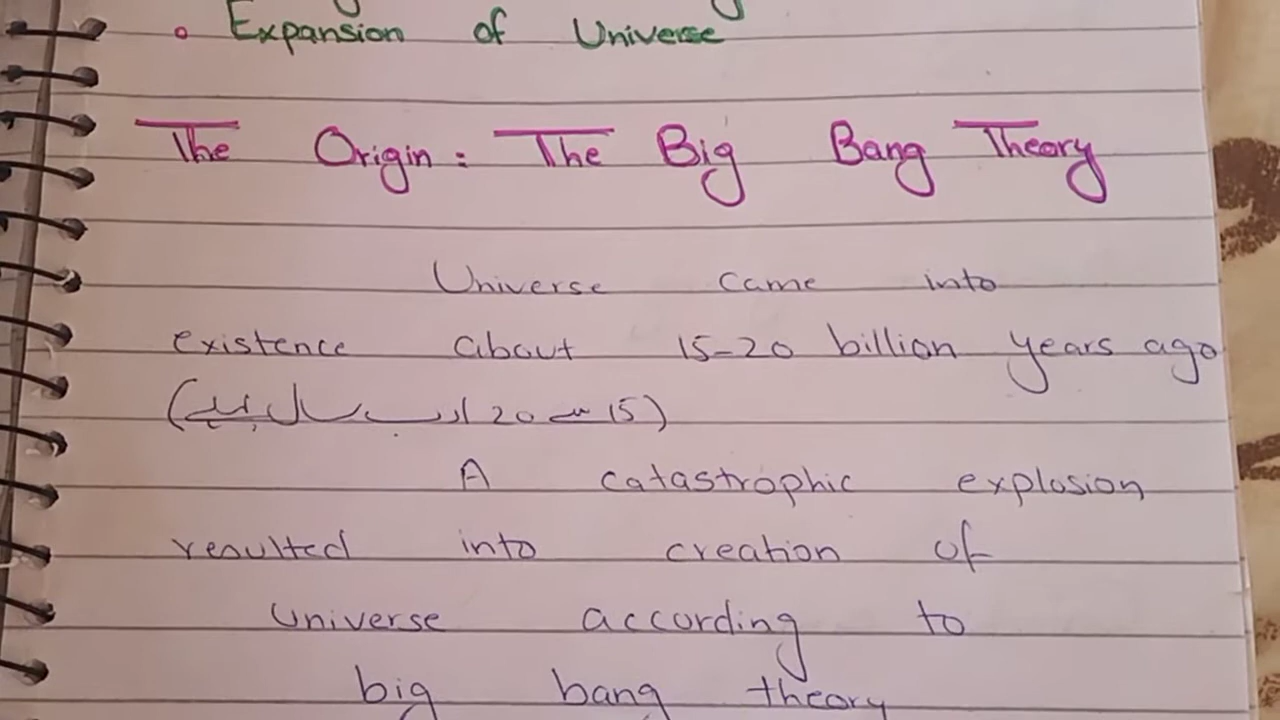 • Expansion of Universe
The Origin: The Big Bang Theory
Universe came into
existence about 15-20 billion years ago
(15 سے 20 ارب سال پہلے)
A catastrophic explosion
resulted into creation of
Universe according to
big bang theory